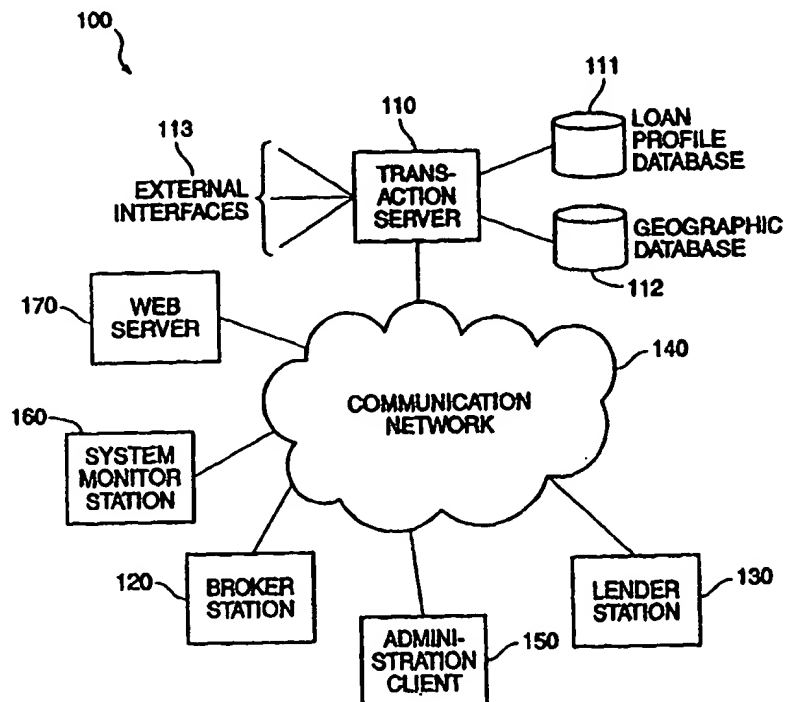 100
111
110
LOAN
PROFILE
DATABASE
113
EXTERNAL
INTERFACES
TRANS-
ACTION
SERVER
GEOGRAPHIC
DATABASE
112
170
WEB
SERVER
140
COMMUNICATION
NETWORK
160
SYSTEM
MONITOR
STATION
120
BROKER
STATION
LENDER
STATION
130
ADMINI-
STRATION
CLIENT
150